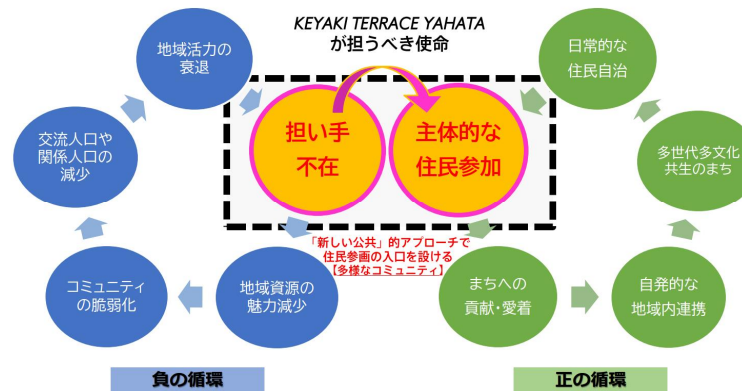 KEYAKI TERRACE YAHATA
が担うべき使命
地域活力の
衰退
日常的な
住民自治
担い手
不在
主体的な
住民参加
交流人口や
関係人口の
減少
多世代多文化
共生のまち
「新しい公共」的アプローチで
住民参画の入口を設ける
【多様なコミュニティ】
コミュニティ
の脆弱化
地域資源の
魅力減少
まちへの
貢献・愛着
自発的な
地域内連携
負の循環
正の循環